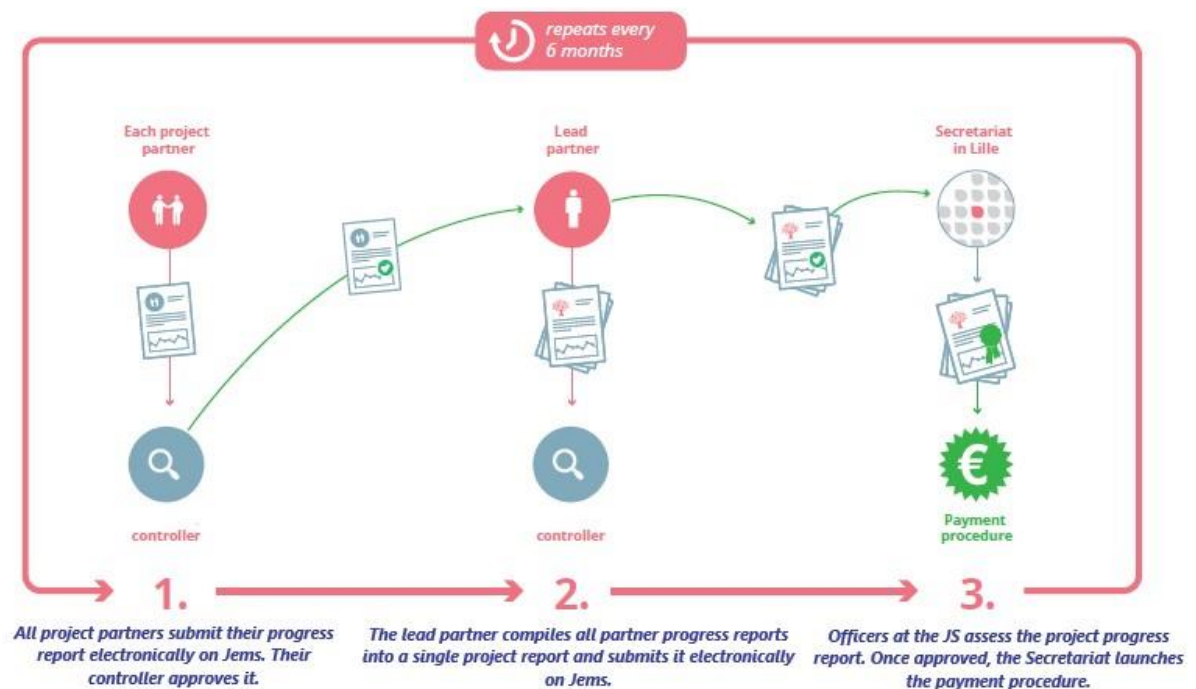 repeats every
6 months
Each project
partner
Lead
partner
Secretariat
in Lille
controller
controller
Payment
procedure
1.
2.
3.
All project partners submit their progress
report electronically on Jems. Their
controller approves it.
The lead partner compiles all partner progress reports
into a single project report and submits it electronically
on Jems.
Officers at the JS assess the project progress
report. Once approved, the Secretariat launches
the payment procedure.